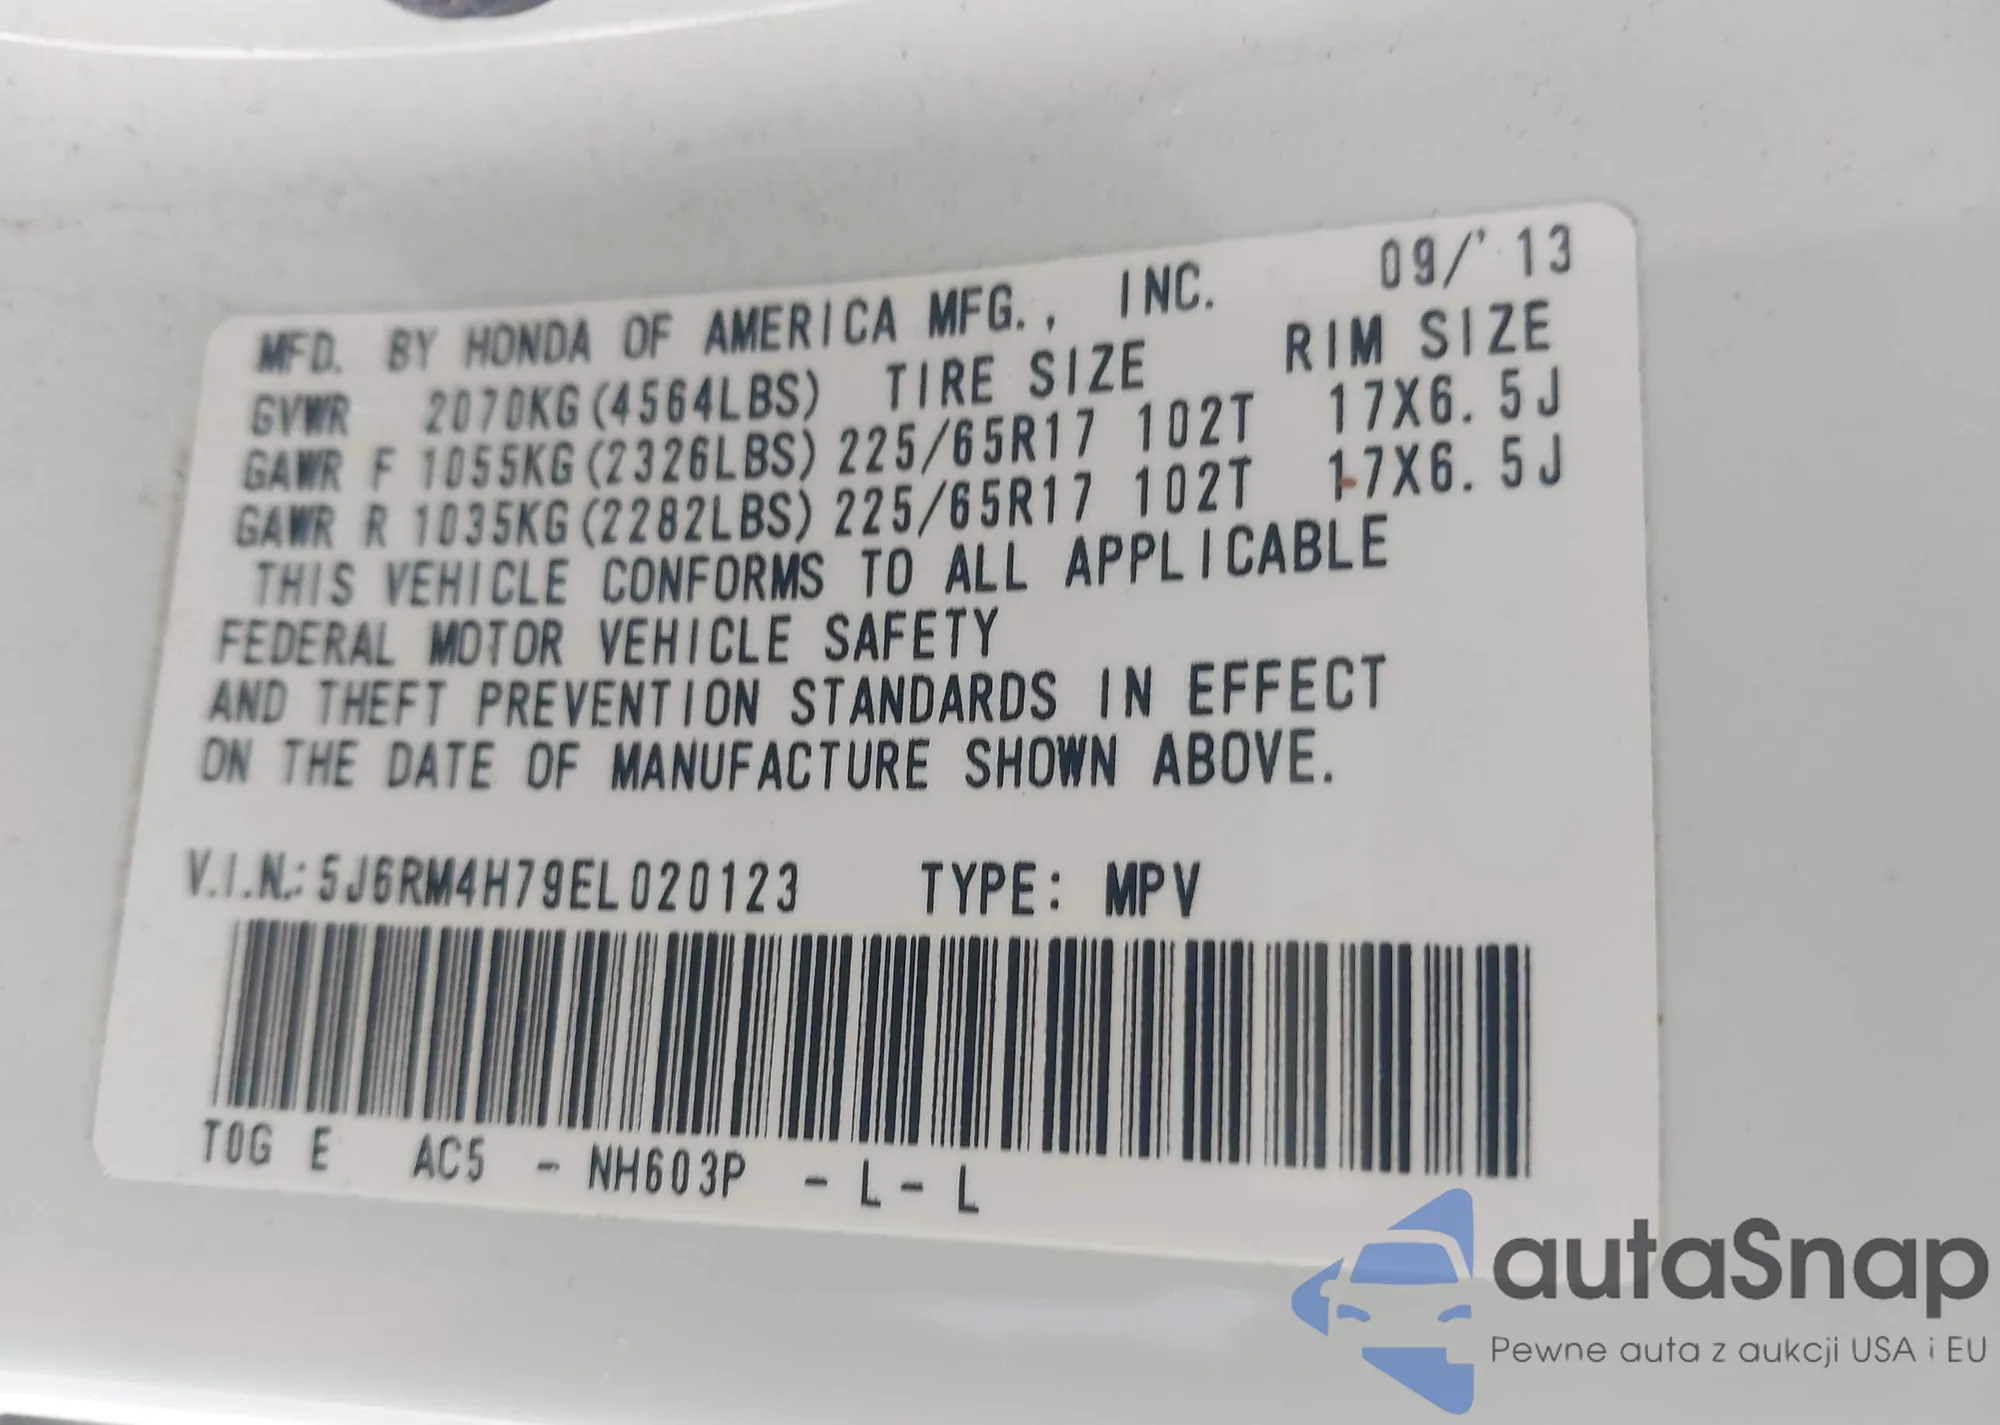 MFD. BY HONDA OF AMERICA MFG., INC. 09/'13
GVWR 2070KG(4564LBS) TIRE SIZE RIM SIZE
GAWR F 1055KG(2326LBS) 225/65R17 102T 17X6.5J
GAWR R 1035KG(2282LBS) 225/65R17 102T 17X6.5J
THIS VEHICLE CONFORMS TO ALL APPLICABLE
FEDERAL MOTOR VEHICLE SAFETY
AND THEFT PREVENTION STANDARDS IN EFFECT
ON THE DATE OF MANUFACTURE SHOWN ABOVE.
V.I.N.: 5J6RM4H79EL020123 TYPE: MPV
T0G E AC5 - NH603P - L - L
autaSnap
Pewne auta z aukcji USA i EU